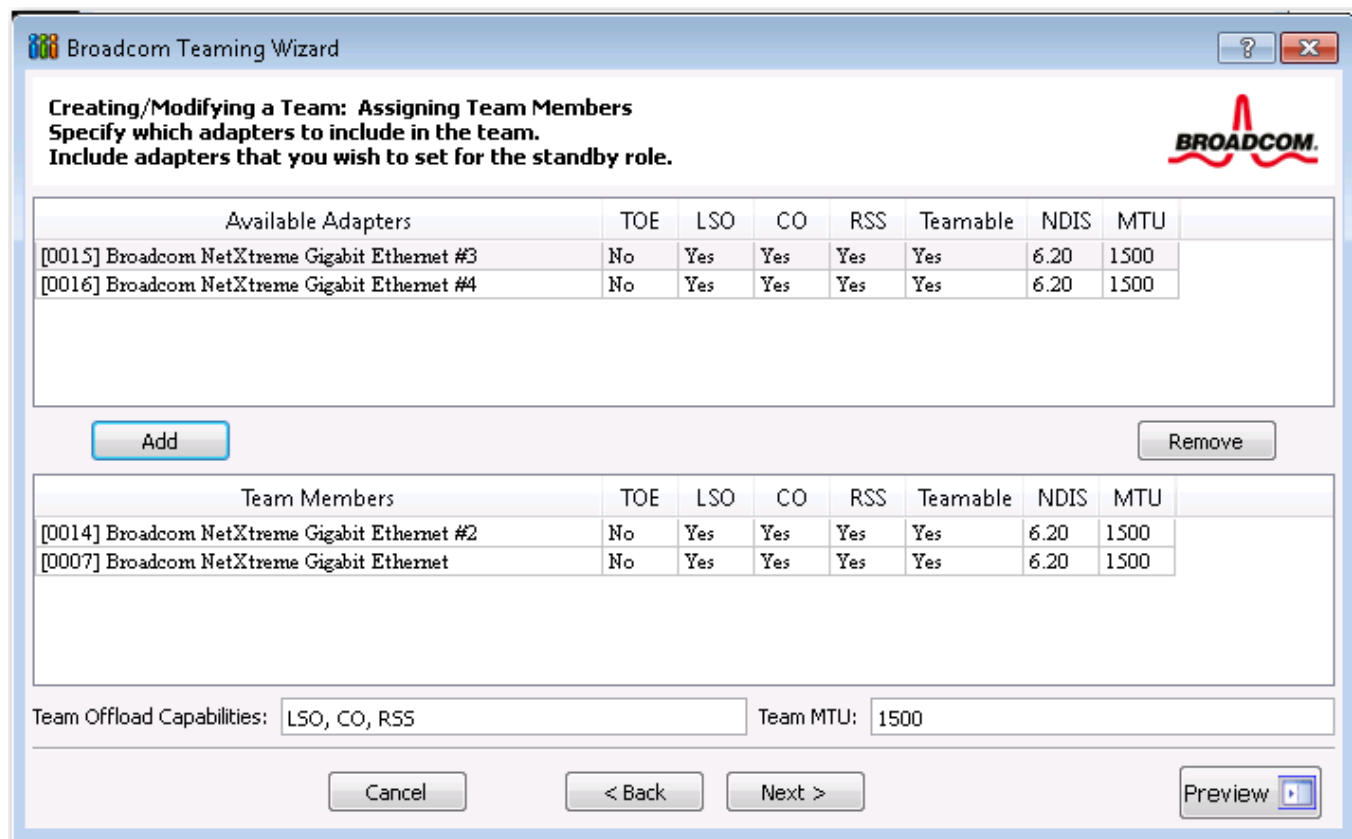 Broadcom Teaming Wizard
Creating/Modifying a Team: Assigning Team Members
Specify which adapters to include in the team.
Include adapters that you wish to set for the standby role.
BROADCOM.
Available Adapters TOE LSO CO RSS Teamable NDIS MTU
[0015] Broadcom NetXtreme Gigabit Ethernet #3 No Yes Yes Yes Yes 6.20 1500
[0016] Broadcom NetXtreme Gigabit Ethernet #4 No Yes Yes Yes Yes 6.20 1500
Add Remove
Team Members TOE LSO CO RSS Teamable NDIS MTU
[0014] Broadcom NetXtreme Gigabit Ethernet #2 No Yes Yes Yes Yes 6.20 1500
[0007] Broadcom NetXtreme Gigabit Ethernet No Yes Yes Yes Yes 6.20 1500
Team Offload Capabilities: LSO, CO, RSS Team MTU: 1500
Cancel < Back Next > Preview